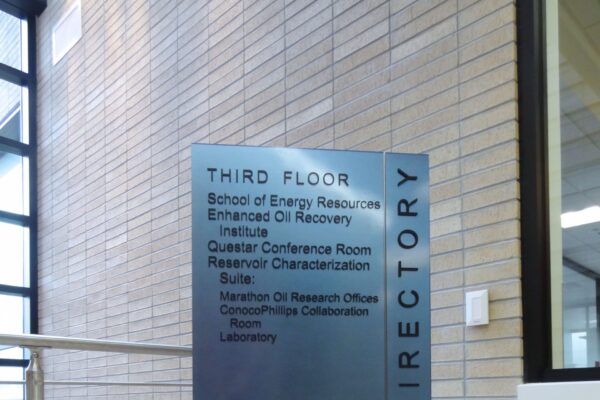 THIRD FLOOR
School of Energy Resources
Enhanced Oil Recovery
Institute
Questar Conference Room
Reservoir Characterization
Suite:
Marathon Oil Research Offices
ConocoPhillips Collaboration
Room
Laboratory
IRECTORY